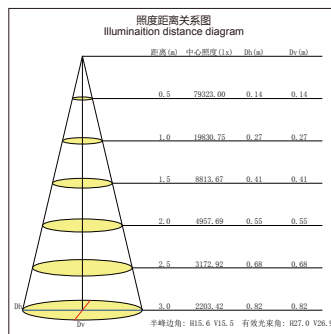 照度距离关系图
Illuminaition distance diagram
距离(m) 中心照度(lx) Dh(m) Dv(m)
0.5 79323.00 0.14 0.14
1.0 19830.75 0.27 0.27
1.5 8813.67 0.41 0.41
2.0 4957.69 0.55 0.55
2.5 3172.92 0.68 0.68
Dh 3.0 2203.42 0.82 0.82
Dv
半峰边角: H15.6 V15.5 有效光束角: H27.0 V26.9